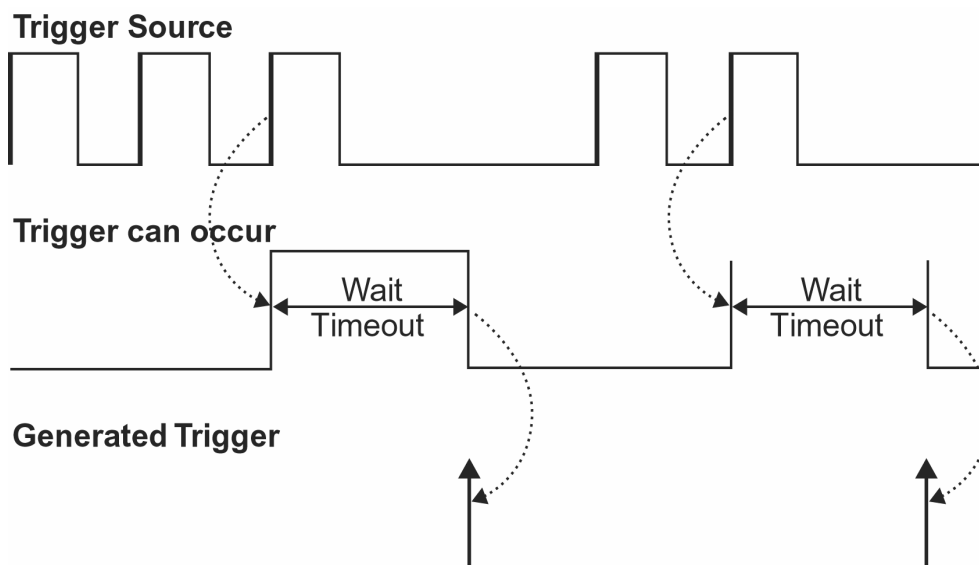 Trigger Source
Trigger can occur
Wait
Timeout
Wait
Timeout
Generated Trigger